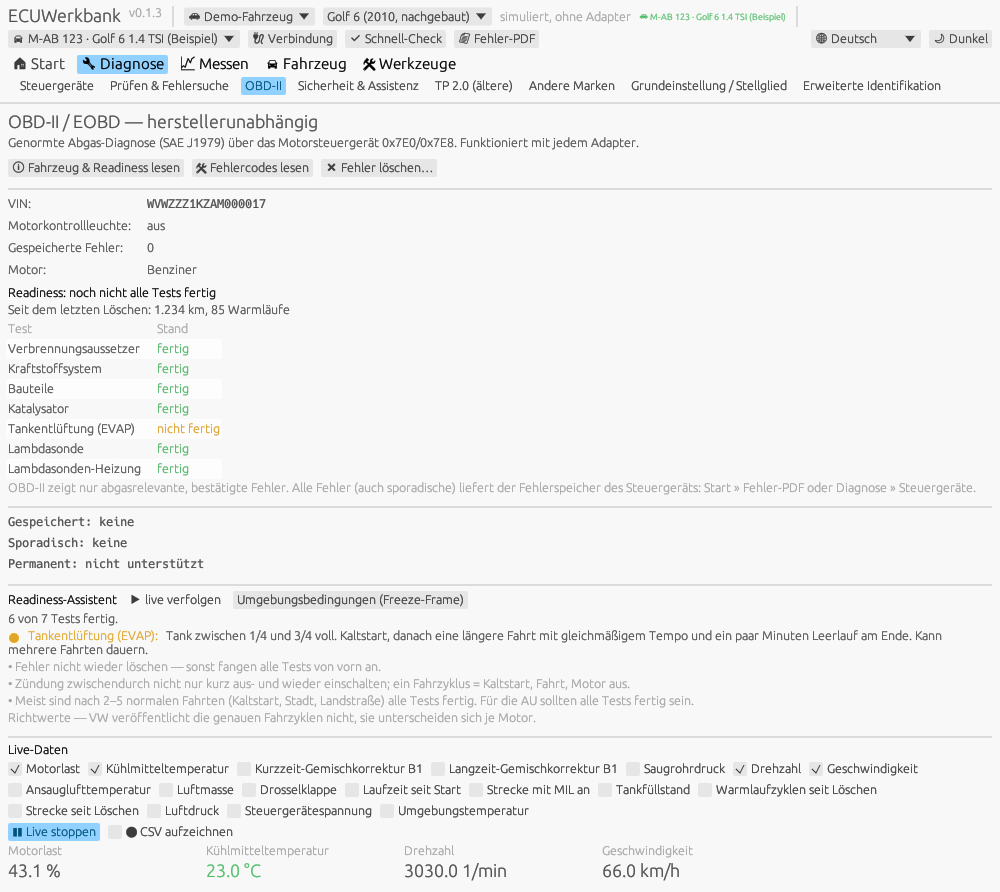 ECUWerkbank v0.1.3 Demo-Fahrzeug Golf 6 (2010, nachgebaut) simuliert, ohne Adapter M-AB 123 · Golf 6 1.4 TSI (Beispiel)
M-AB 123 · Golf 6 1.4 TSI (Beispiel) Verbindung Schnell-Check Fehler-PDF Deutsch Dunkel
Start Diagnose Messen Fahrzeug Werkzeuge
Steuergeräte Prüfen & Fehlersuche OBD-II Sicherheit & Assistenz TP 2.0 (ältere) Andere Marken Grundeinstellung / Stellglied Erweiterte Identifikation
OBD-II / EOBD — herstellerunabhängig
Genormte Abgas-Diagnose (SAE J1979) über das Motorsteuergerät 0x7E0/0x7E8. Funktioniert mit jedem Adapter.
Fahrzeug & Readiness lesen Fehlercodes lesen Fehler löschen…
VIN: WVWZZZ1KZAM000017
Motorkontrollleuchte: aus
Gespeicherte Fehler: 0
Motor: Benziner
Readiness: noch nicht alle Tests fertig
Seit dem letzten Löschen: 1.234 km, 85 Warmläufe
Test Stand
Verbrennungsaussetzer fertig
Kraftstoffsystem fertig
Bauteile fertig
Katalysator fertig
Tankentlüftung (EVAP) nicht fertig
Lambdasonde fertig
Lambdasonden-Heizung fertig
OBD-II zeigt nur abgasrelevante, bestätigte Fehler. Alle Fehler (auch sporadische) liefert der Fehlerspeicher des Steuergeräts: Start » Fehler-PDF oder Diagnose » Steuergeräte.
Gespeichert: keine
Sporadisch: keine
Permanent: nicht unterstützt
Readiness-Assistent live verfolgen Umgebungsbedingungen (Freeze-Frame)
6 von 7 Tests fertig.
Tankentlüftung (EVAP): Tank zwischen 1/4 und 3/4 voll. Kaltstart, danach eine längere Fahrt mit gleichmäßigem Tempo und ein paar Minuten Leerlauf am Ende. Kann
mehrere Fahrten dauern.
• Fehler nicht wieder löschen — sonst fangen alle Tests von vorn an.
• Zündung zwischendurch nicht nur kurz aus- und wieder einschalten; ein Fahrzyklus = Kaltstart, Fahrt, Motor aus.
• Meist sind nach 2–5 normalen Fahrten (Kaltstart, Stadt, Landstraße) alle Tests fertig. Für die AU sollten alle Tests fertig sein.
Richtwerte — VW veröffentlicht die genauen Fahrzyklen nicht, sie unterscheiden sich je Motor.
Live-Daten
Motorlast Kühlmitteltemperatur Kurzzeit-Gemischkorrektur B1 Langzeit-Gemischkorrektur B1 Saugrohrdruck Drehzahl Geschwindigkeit
Ansauglufttemperatur Luftmasse Drosselklappe Laufzeit seit Start Strecke mit MIL an Tankfüllstand Warmlaufzyklen seit Löschen
Strecke seit Löschen Luftdruck Steuergerätespannung Umgebungstemperatur
Live stoppen CSV aufzeichnen
Motorlast Kühlmitteltemperatur Drehzahl Geschwindigkeit
43.1 % 23.0 °C 3030.0 1/min 66.0 km/h